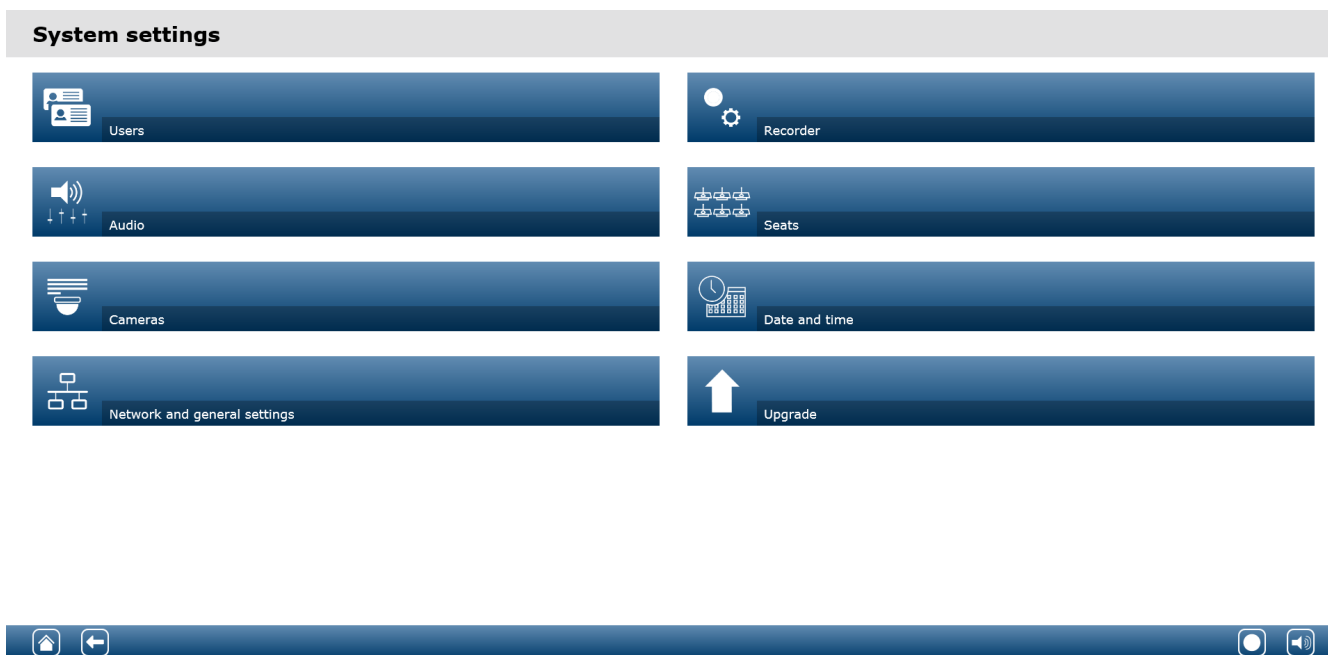 System settings
Users
Recorder
Audio
Seats
Cameras
Date and time
Network and general settings
Upgrade